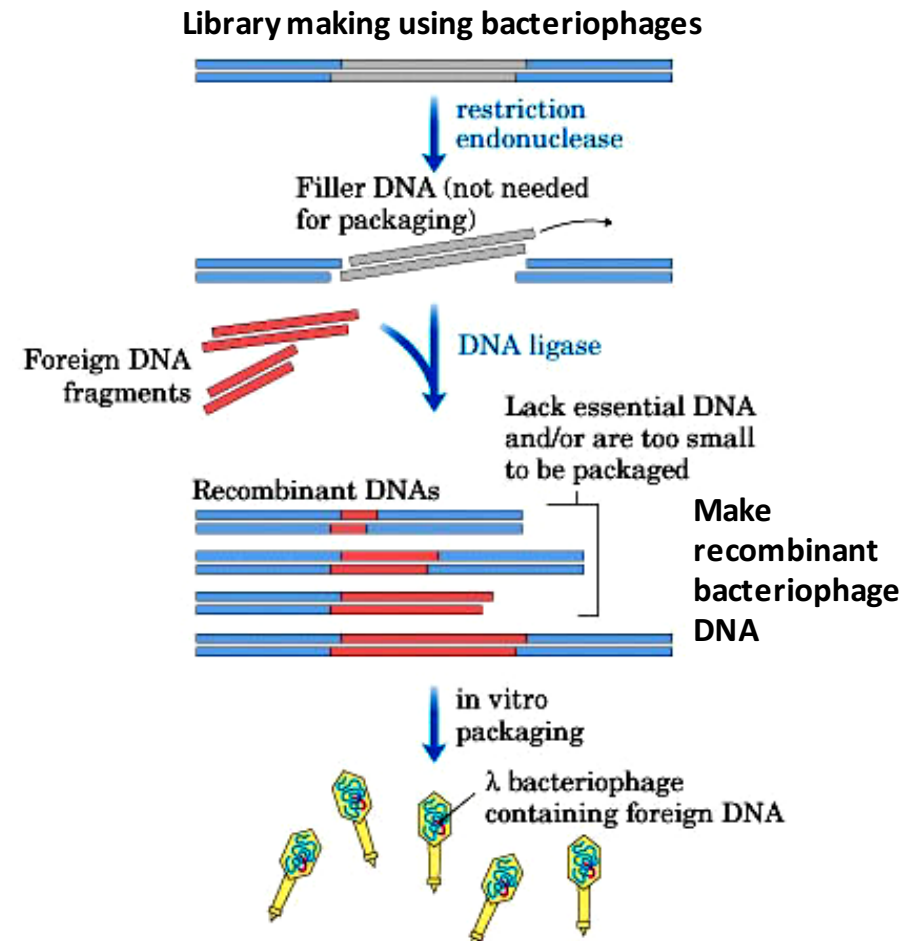 Library making using bacteriophages
restriction
endonuclease
Filler DNA (not needed
for packaging)
Foreign DNA
fragments
DNA ligase
Lack essential DNA
and/or are too small
to be packaged
Recombinant DNAs
Make
recombinant
bacteriophage
DNA
in vitro
packaging
λ bacteriophage
containing foreign DNA